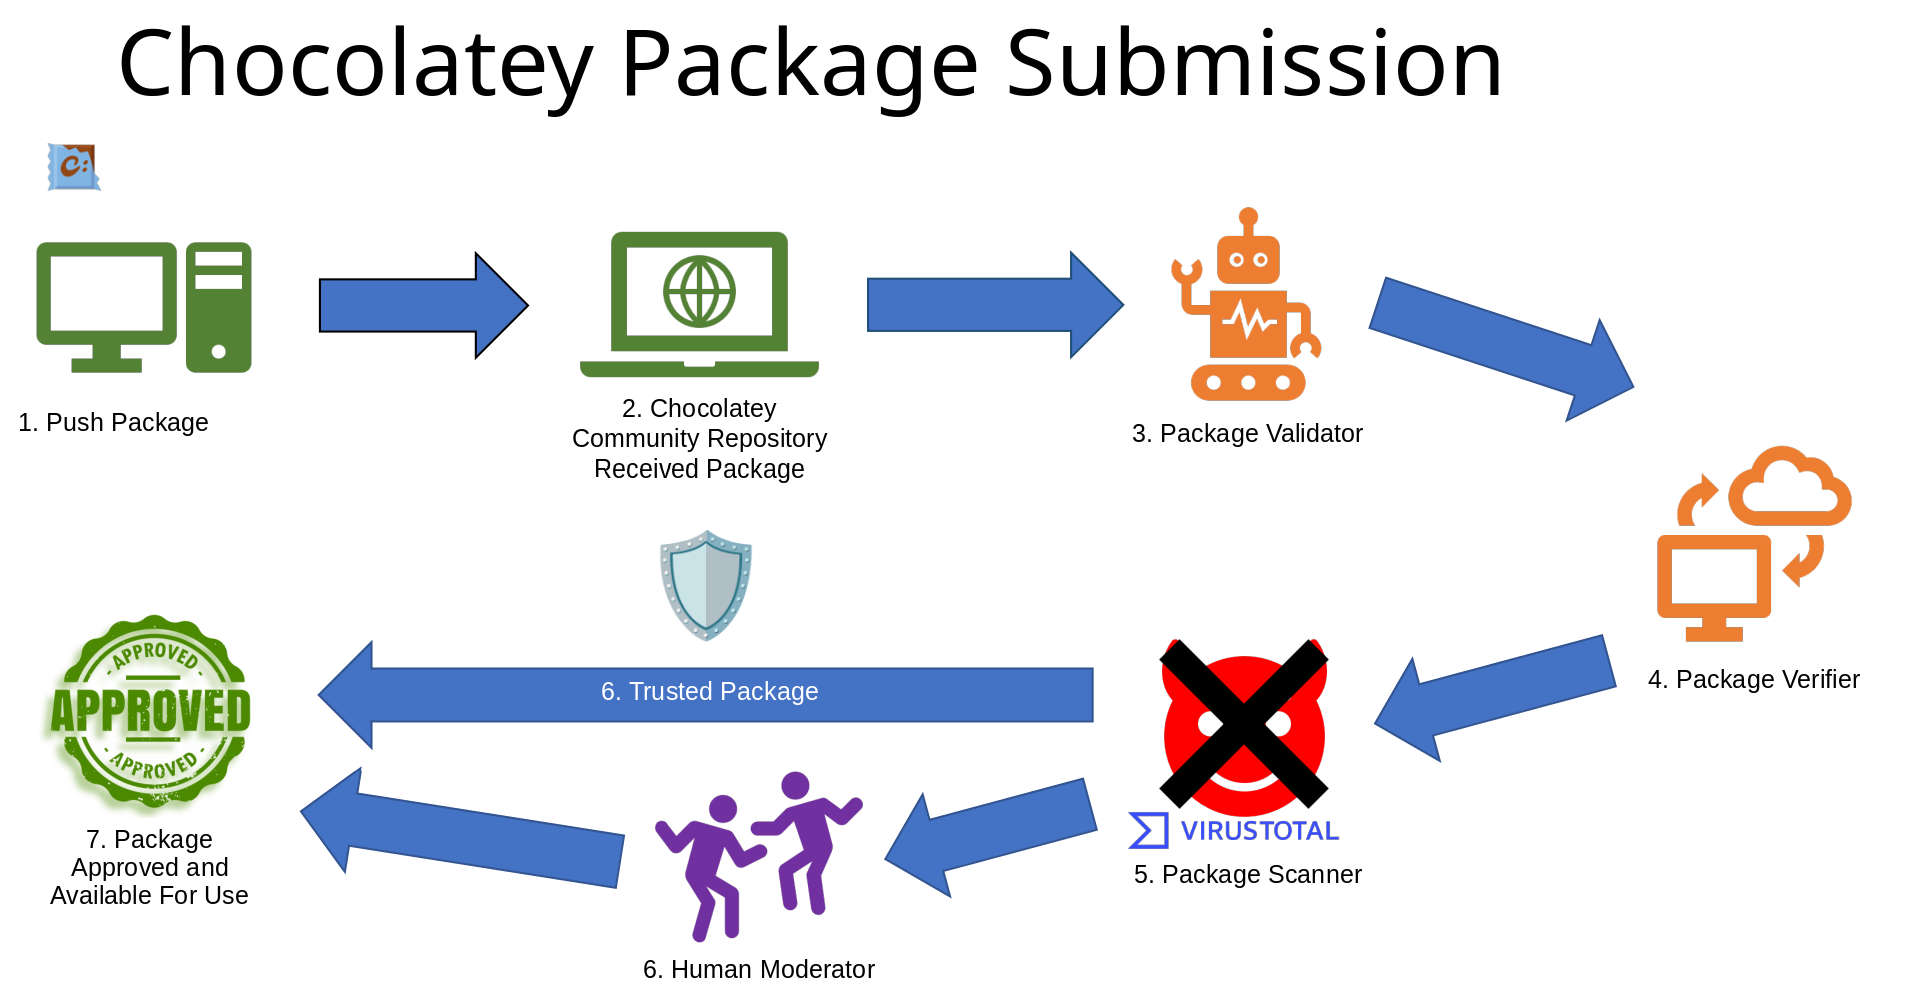 Chocolatey Package Submission
1. Push Package
2. Chocolatey
Community Repository
Received Package
3. Package Validator
4. Package Verifier
VIRUSTOTAL
5. Package Scanner
6. Trusted Package
6. Human Moderator
- APPROVED -
APPROVED
- APPROVED -
7. Package
Approved and
Available For Use